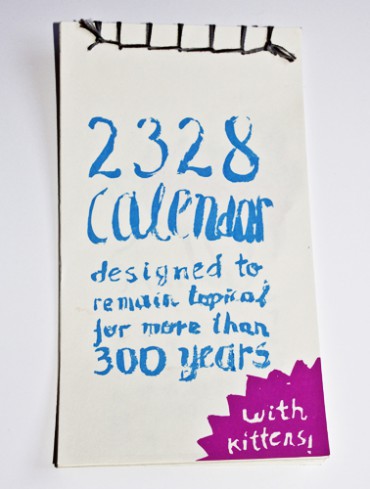 2328
calendar
designed to
remain topical
for more than
300 years
with
kittens!